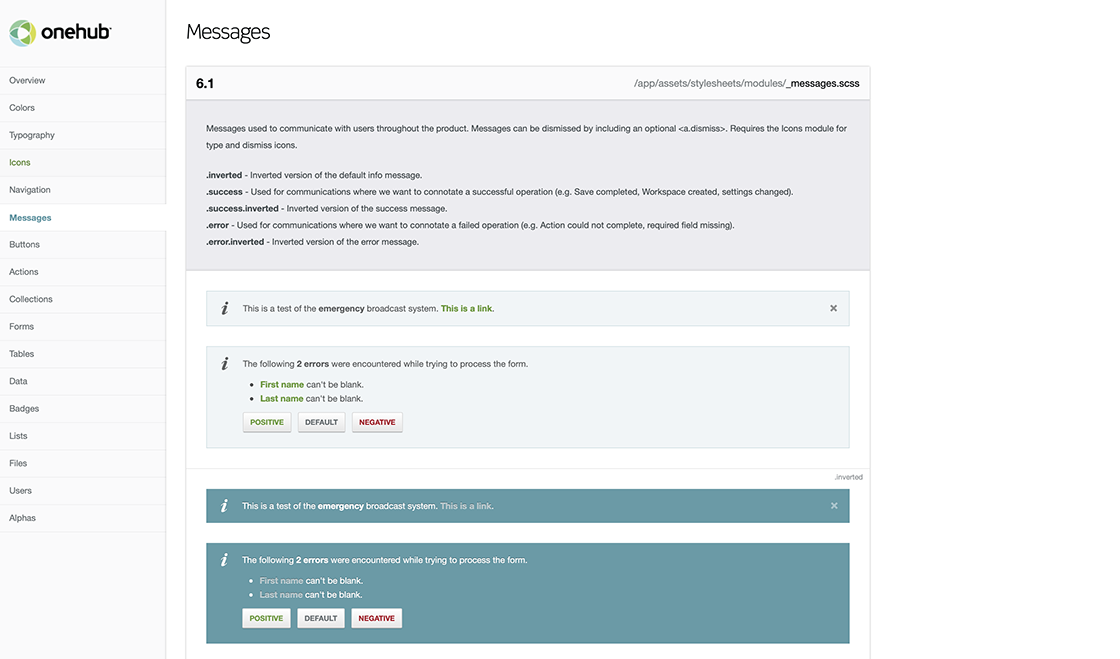 onehub
Messages
Overview
Colors
Typography
Icons
Navigation
Messages
Buttons
Actions
Collections
Forms
Tables
Data
Badges
Lists
Files
Users
Alphas
6.1
/app/assets/stylesheets/modules/_messages.scss
Messages used to communicate with users throughout the product. Messages can be dismissed by including an optional <a.dismiss>. Requires the Icons module for
type and dismiss icons.
.inverted - Inverted version of the default info message.
.success - Used for communications where we want to connotate a successful operation (e.g. Save completed, Workspace created, settings changed).
.success.inverted - Inverted version of the success message.
.error - Used for communications where we want to connotate a failed operation (e.g. Action could not complete, required field missing).
.error.inverted - Inverted version of the error message.
i This is a test of the emergency broadcast system. This is a link. ×
i The following 2 errors were encountered while trying to process the form.
• First name can't be blank.
• Last name can't be blank.
POSITIVE DEFAULT NEGATIVE
.inverted
i This is a test of the emergency broadcast system. This is a link. ×
i The following 2 errors were encountered while trying to process the form.
• First name can't be blank.
• Last name can't be blank.
POSITIVE DEFAULT NEGATIVE